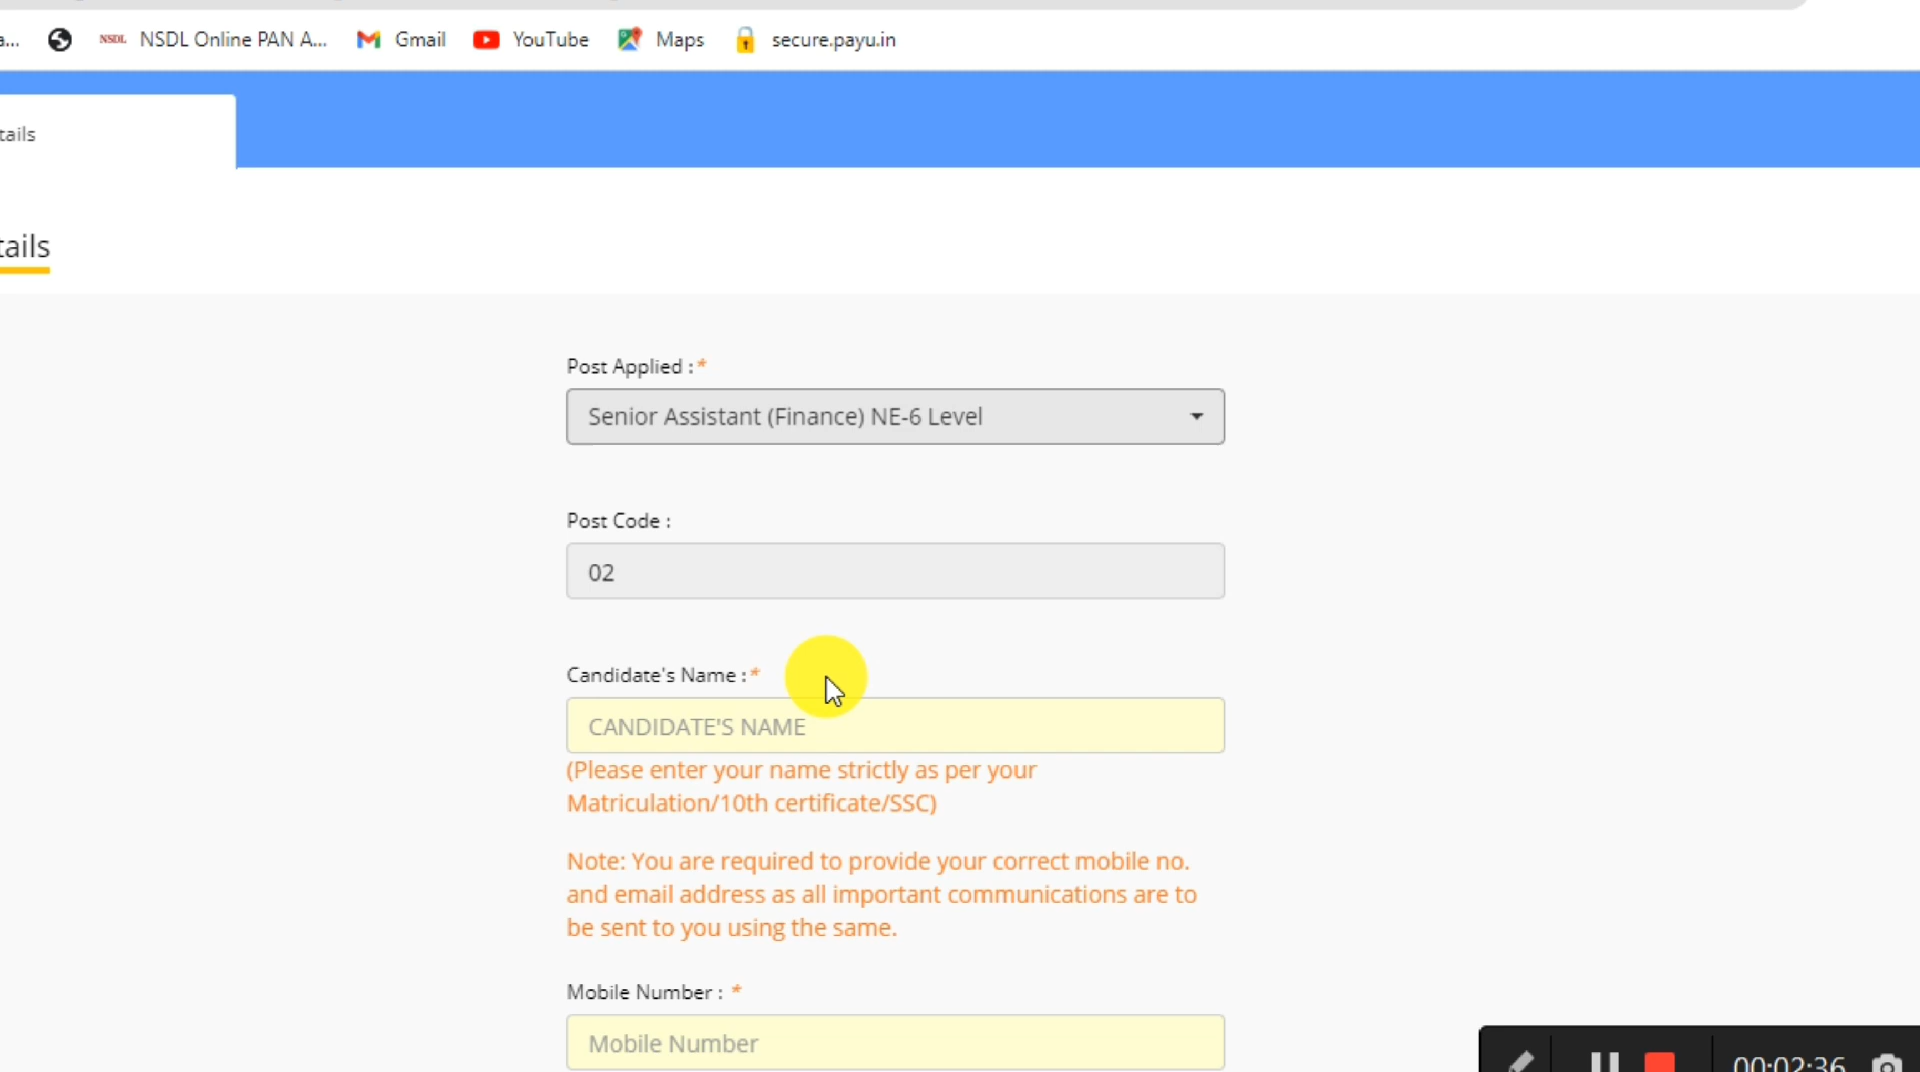 a... NSDL NSDL Online PAN A... Gmail YouTube Maps secure.payu.in
tails
tails
Post Applied :*
Senior Assistant (Finance) NE-6 Level
Post Code :
02
Candidate's Name :*
CANDIDATE'S NAME
(Please enter your name strictly as per your
Matriculation/10th certificate/SSC)
Note: You are required to provide your correct mobile no.
and email address as all important communications are to
be sent to you using the same.
Mobile Number : *
Mobile Number
00:02:36